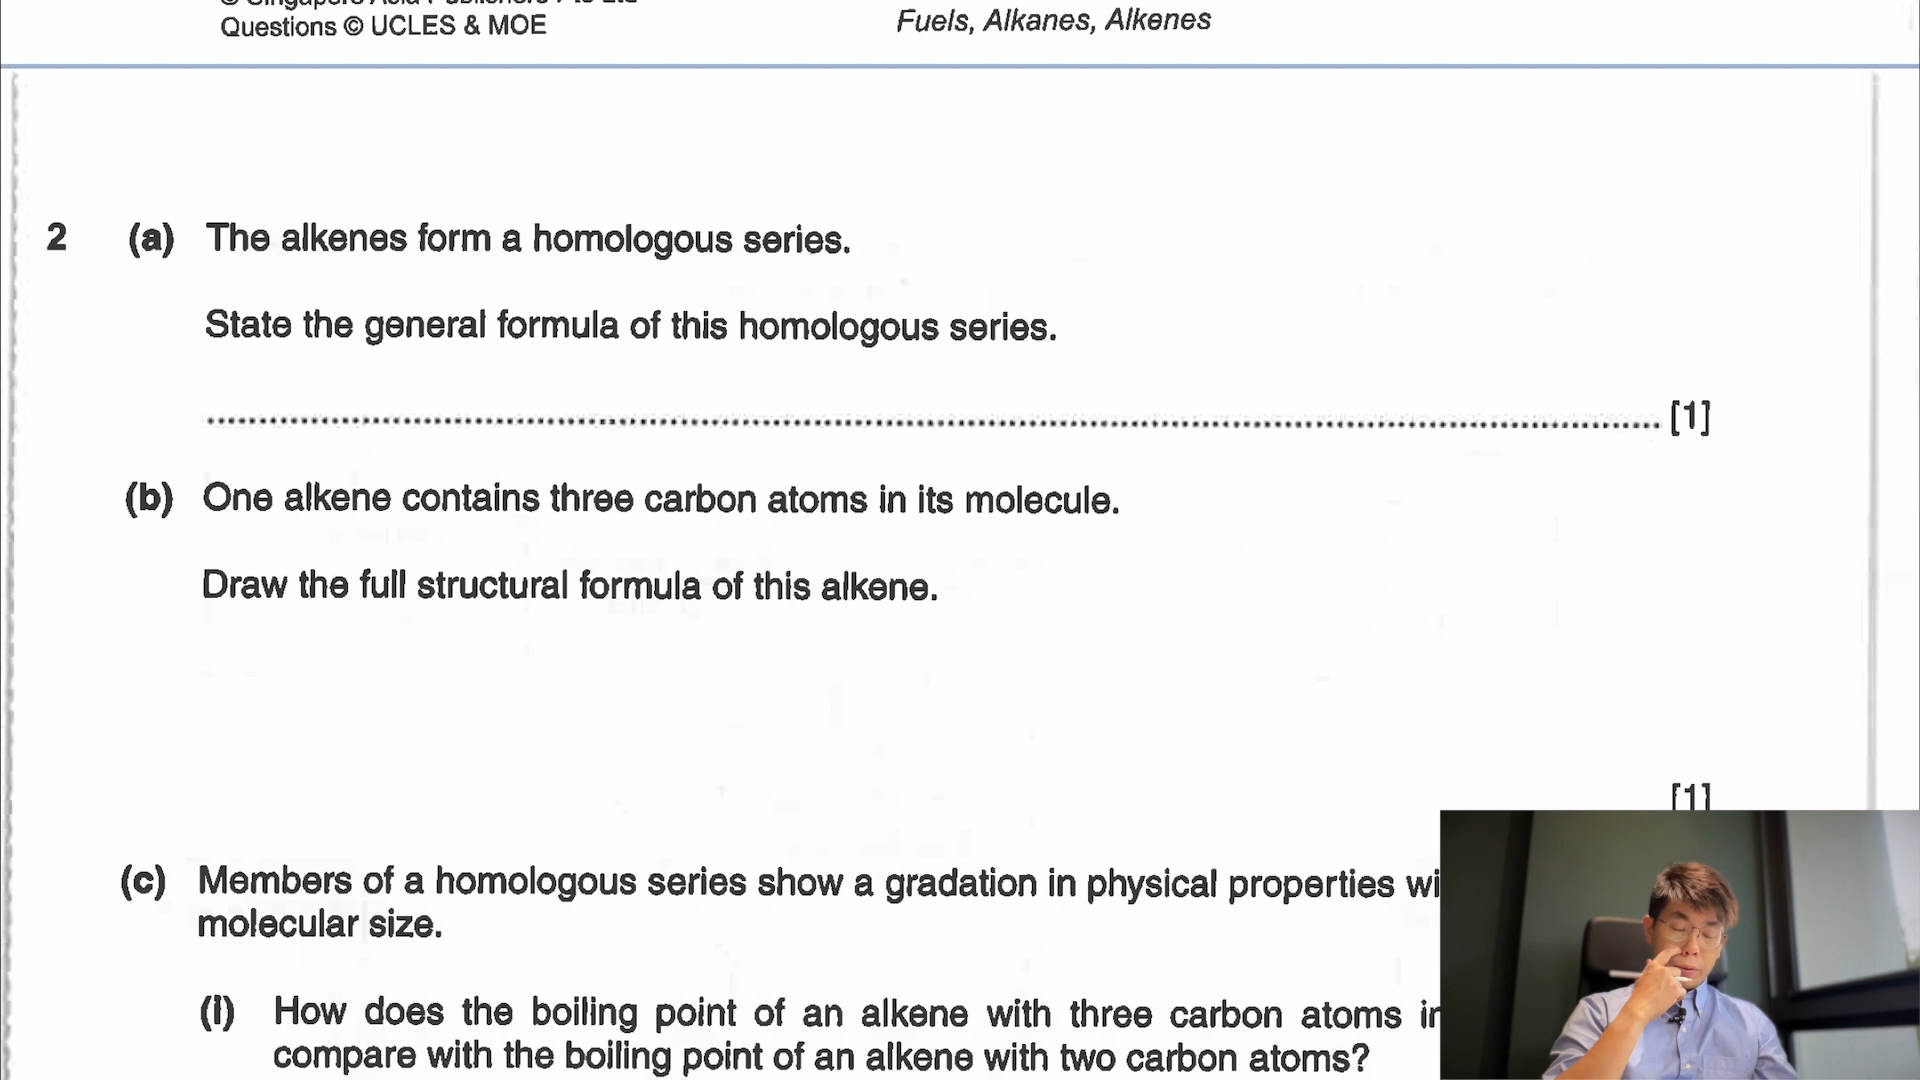 Questions © UCLES & MOE
Fuels, Alkanes, Alkenes
2 (a) The alkenes form a homologous series.
State the general formula of this homologous series.
[1]
(b) One alkene contains three carbon atoms in its molecule.
Draw the full structural formula of this alkene.
[1]
(c) Members of a homologous series show a gradation in physical properties wi
molecular size.
(i) How does the boiling point of an alkene with three carbon atoms in
compare with the boiling point of an alkene with two carbon atoms?